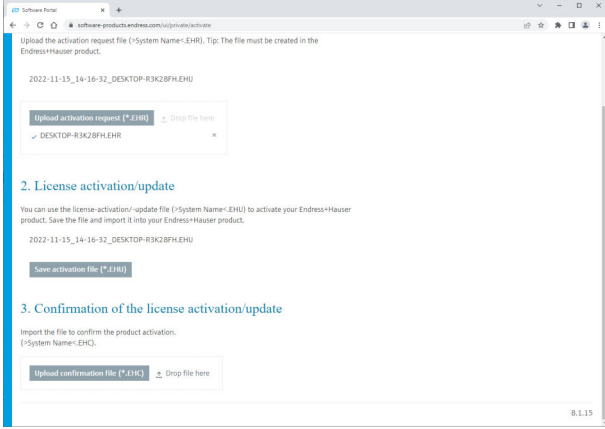 Software Portal
software-products.endress.com/ui/private/activate
Upload the activation request file (>System Name<.EHR). Tip: The file must be created in the
Endress+Hauser product.
2022-11-15_14-16-32_DESKTOP-R3K28FH.EHU
Upload activation request (*.EHR) Drop file here
DESKTOP-R3K28FH.EHR
2. License activation/update
You can use the license-activation/-update file (>System Name<.EHU) to activate your Endress+Hauser
product. Save the file and import it into your Endress+Hauser product.
2022-11-15_14-16-32_DESKTOP-R3K28FH.EHU
Save activation file (*.EHU)
3. Confirmation of the license activation/update
Import the file to confirm the product activation.
(>System Name<.EHC).
Upload confirmation file (*.EHC) Drop file here
8.1.15